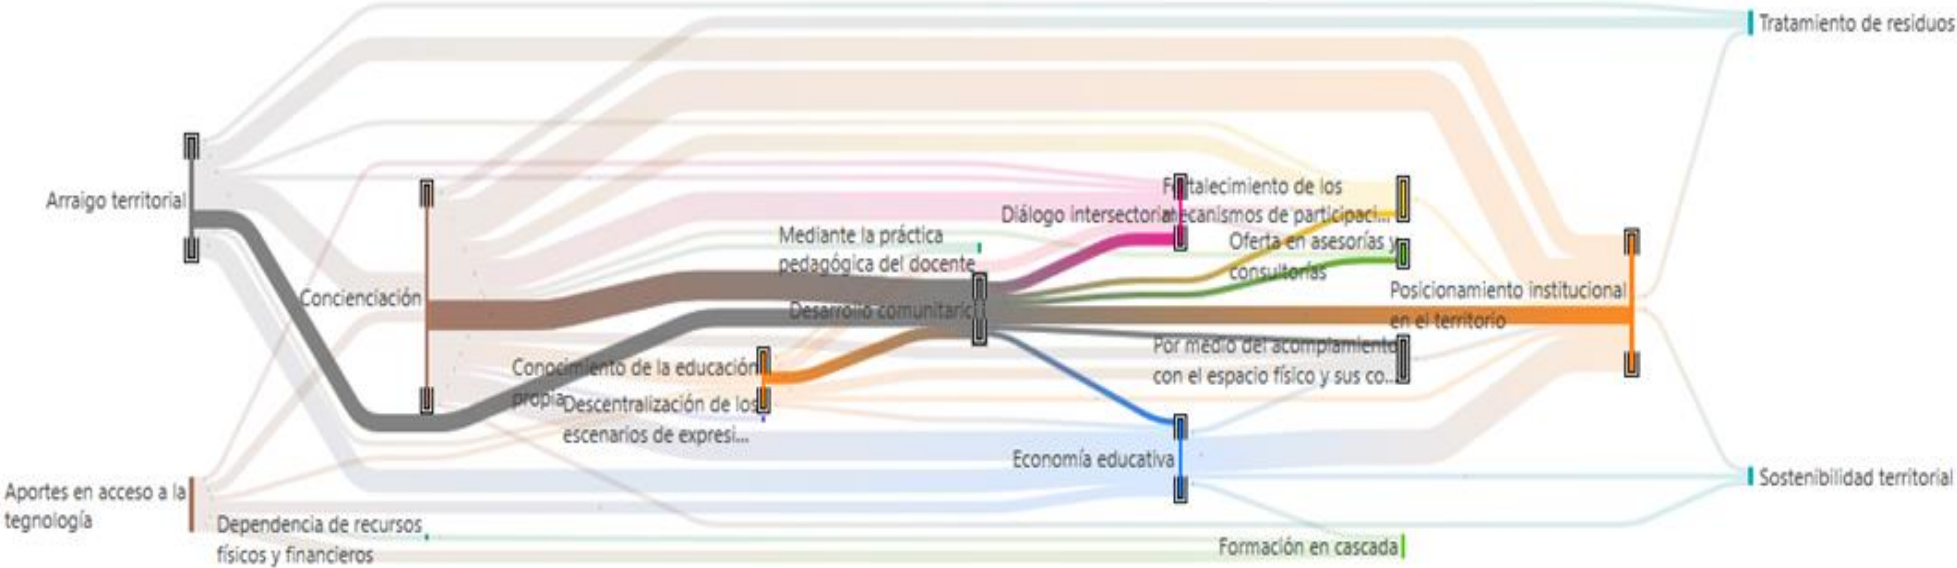 Tratamiento de residuos
Arraigo territorial
Fortalecimiento de los
mecanismos de participaci...
Diálogo intersectorial
Mediante la práctica
pedagógica del docente
Oferta en asesorías y
consultorías
Concienciación
Desarrollo comunitario
Posicionamiento institucional
en el territorio
Por medio del acomplamiento
con el espacio físico y sus co...
Conocimiento de la educación
propia
Descentralización de los
escenarios de expresi...
Economía educativa
Sostenibilidad territorial
Aportes en acceso a la
tegnología
Dependencia de recursos
físicos y financieros
Formación en cascada